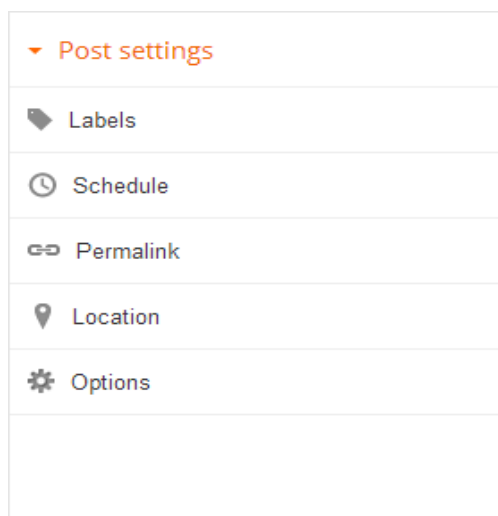 Post settings
Labels
Schedule
Permalink
Location
Options